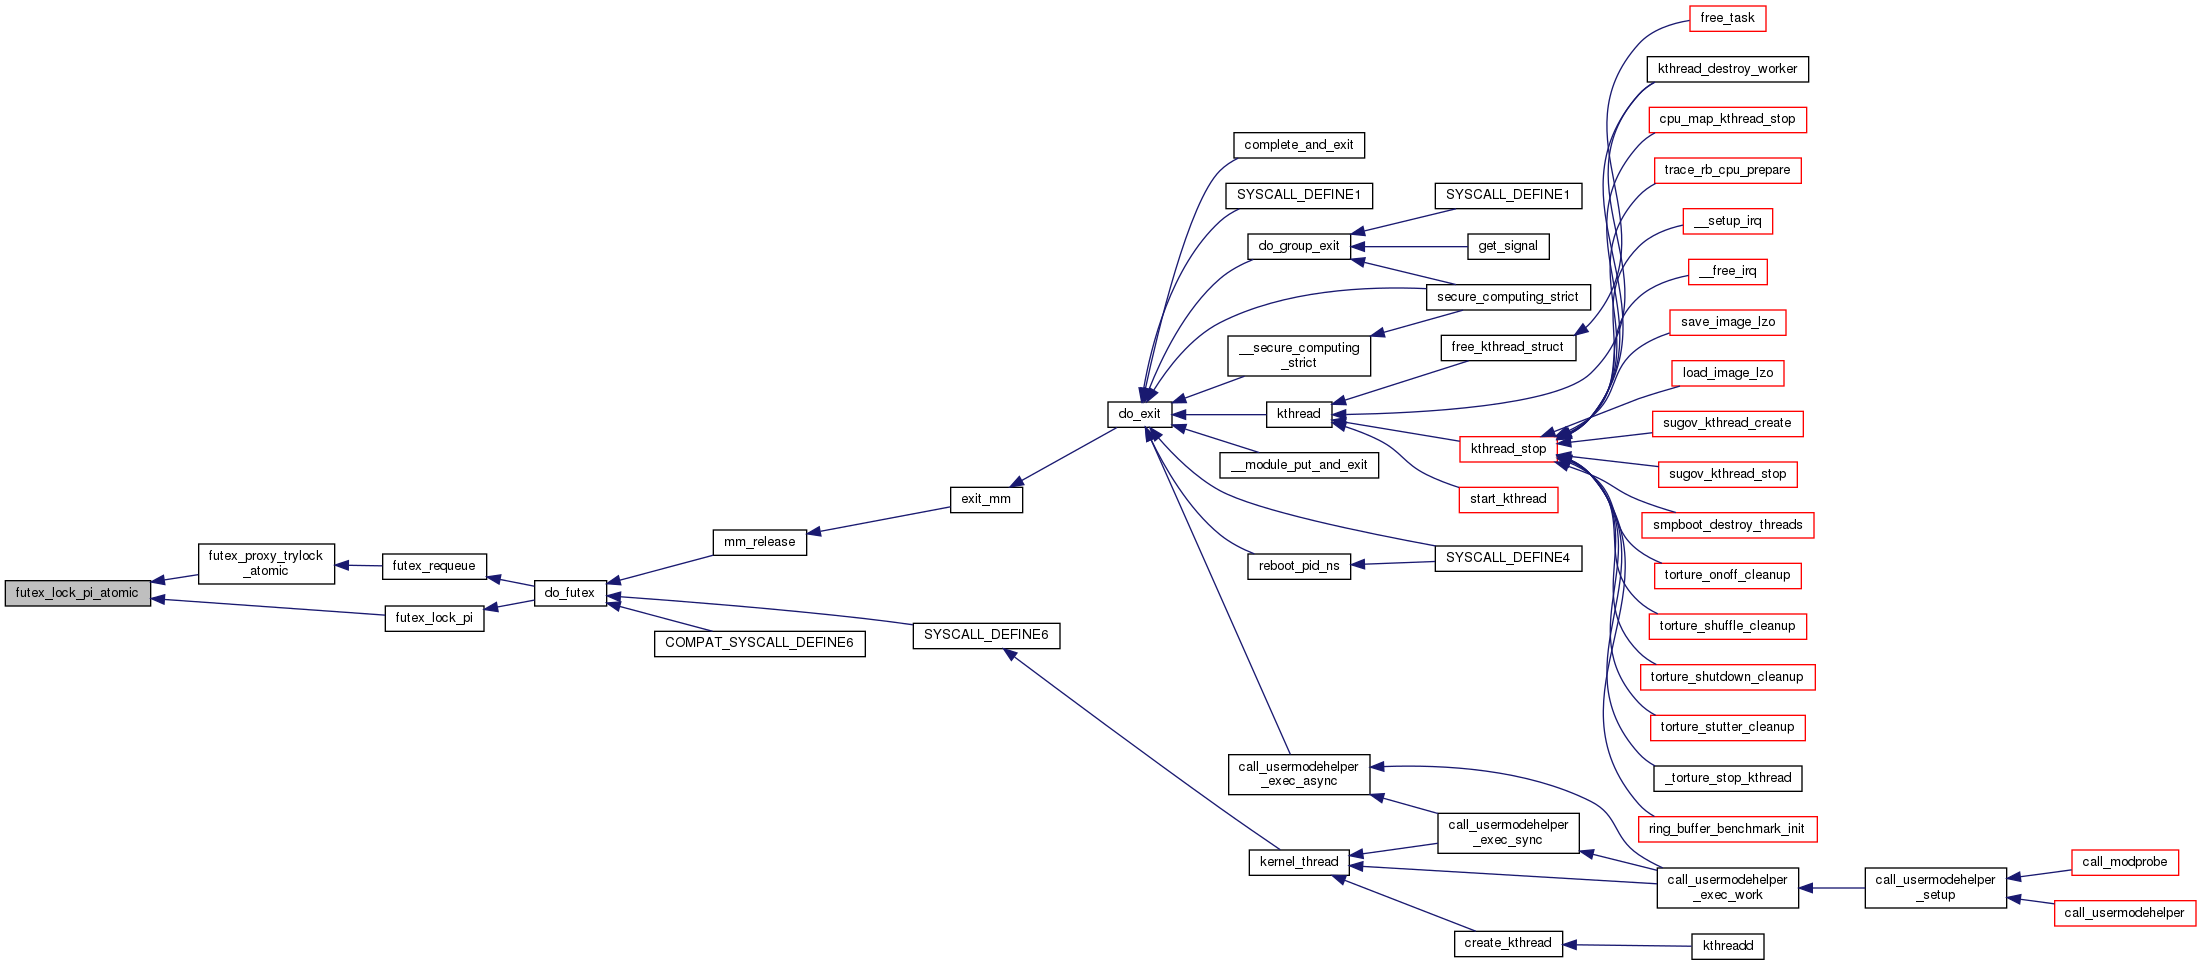 free_task
kthread_destroy_worker
cpu_map_kthread_stop
complete_and_exit
trace_rb_cpu_prepare
SYSCALL_DEFINE1
SYSCALL_DEFINE1
__setup_irq
do_group_exit
get_signal
__free_irq
secure_computing_strict
save_image_lzo
__secure_computing
_strict
free_kthread_struct
load_image_lzo
do_exit
kthread
sugov_kthread_create
kthread_stop
__module_put_and_exit
sugov_kthread_stop
exit_mm
start_kthread
smpboot_destroy_threads
mm_release
futex_proxy_trylock
_atomic
futex_requeue
reboot_pid_ns
SYSCALL_DEFINE4
torture_onoff_cleanup
futex_lock_pi_atomic
do_futex
futex_lock_pi
torture_shuffle_cleanup
COMPAT_SYSCALL_DEFINE6
SYSCALL_DEFINE6
torture_shutdown_cleanup
torture_stutter_cleanup
call_usermodehelper
_exec_async
_torture_stop_kthread
call_usermodehelper
_exec_sync
ring_buffer_benchmark_init
kernel_thread
call_usermodehelper
_exec_work
call_usermodehelper
_setup
call_modprobe
call_usermodehelper
create_kthread
kthreadd